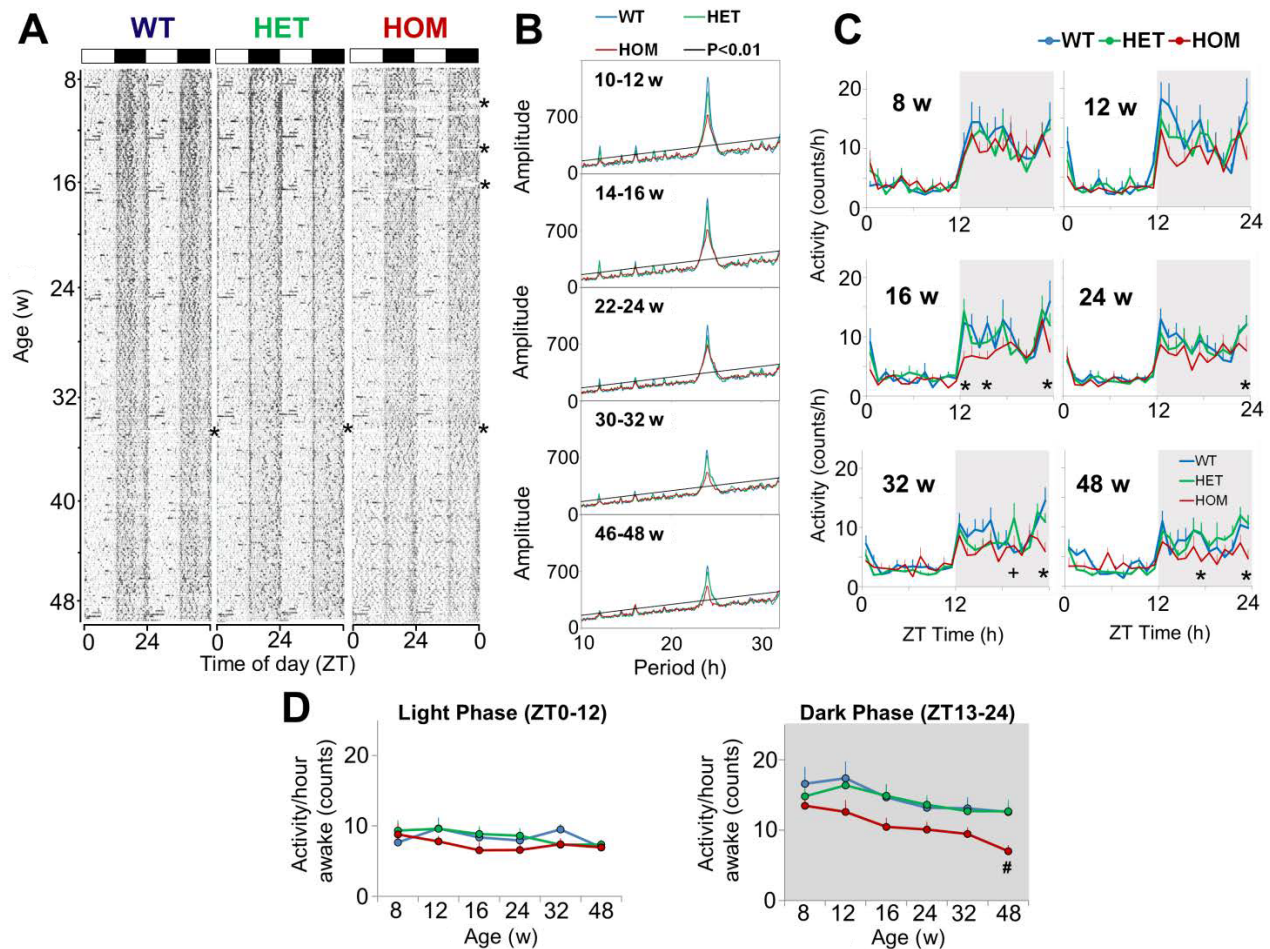 A
WT HET HOM
8
16
24
32
40
48
Age (w)
*
*
*
* * *
0 24 0 24 0 24 0
Time of day (ZT)
B
WT HET
HOM P<0.01
10-12 w
700
0
Amplitude
14-16 w
700
0
Amplitude
22-24 w
700
0
Amplitude
30-32 w
700
0
Amplitude
46-48 w
700
0
10 20 30
Period (h)
C
WT HET HOM
20
10
0
Activity (counts/h)
8 w
12
12 w
0 12 24
20
10
0
Activity (counts/h)
16 w
* * *
0 12
24 w
*
0 12 24
20
10
0
Activity (counts/h)
32 w
+ *
0 12
ZT Time (h)
48 w
WT
HET
HOM
* *
0 12 24
ZT Time (h)
D
Light Phase (ZT0-12)
20
10
0
Activity/hour
awake (counts)
8 12 16 24 32 48
Age (w)
Dark Phase (ZT13-24)
20
10
0
Activity/hour
awake (counts)
#
8 12 16 24 32 48
Age (w)